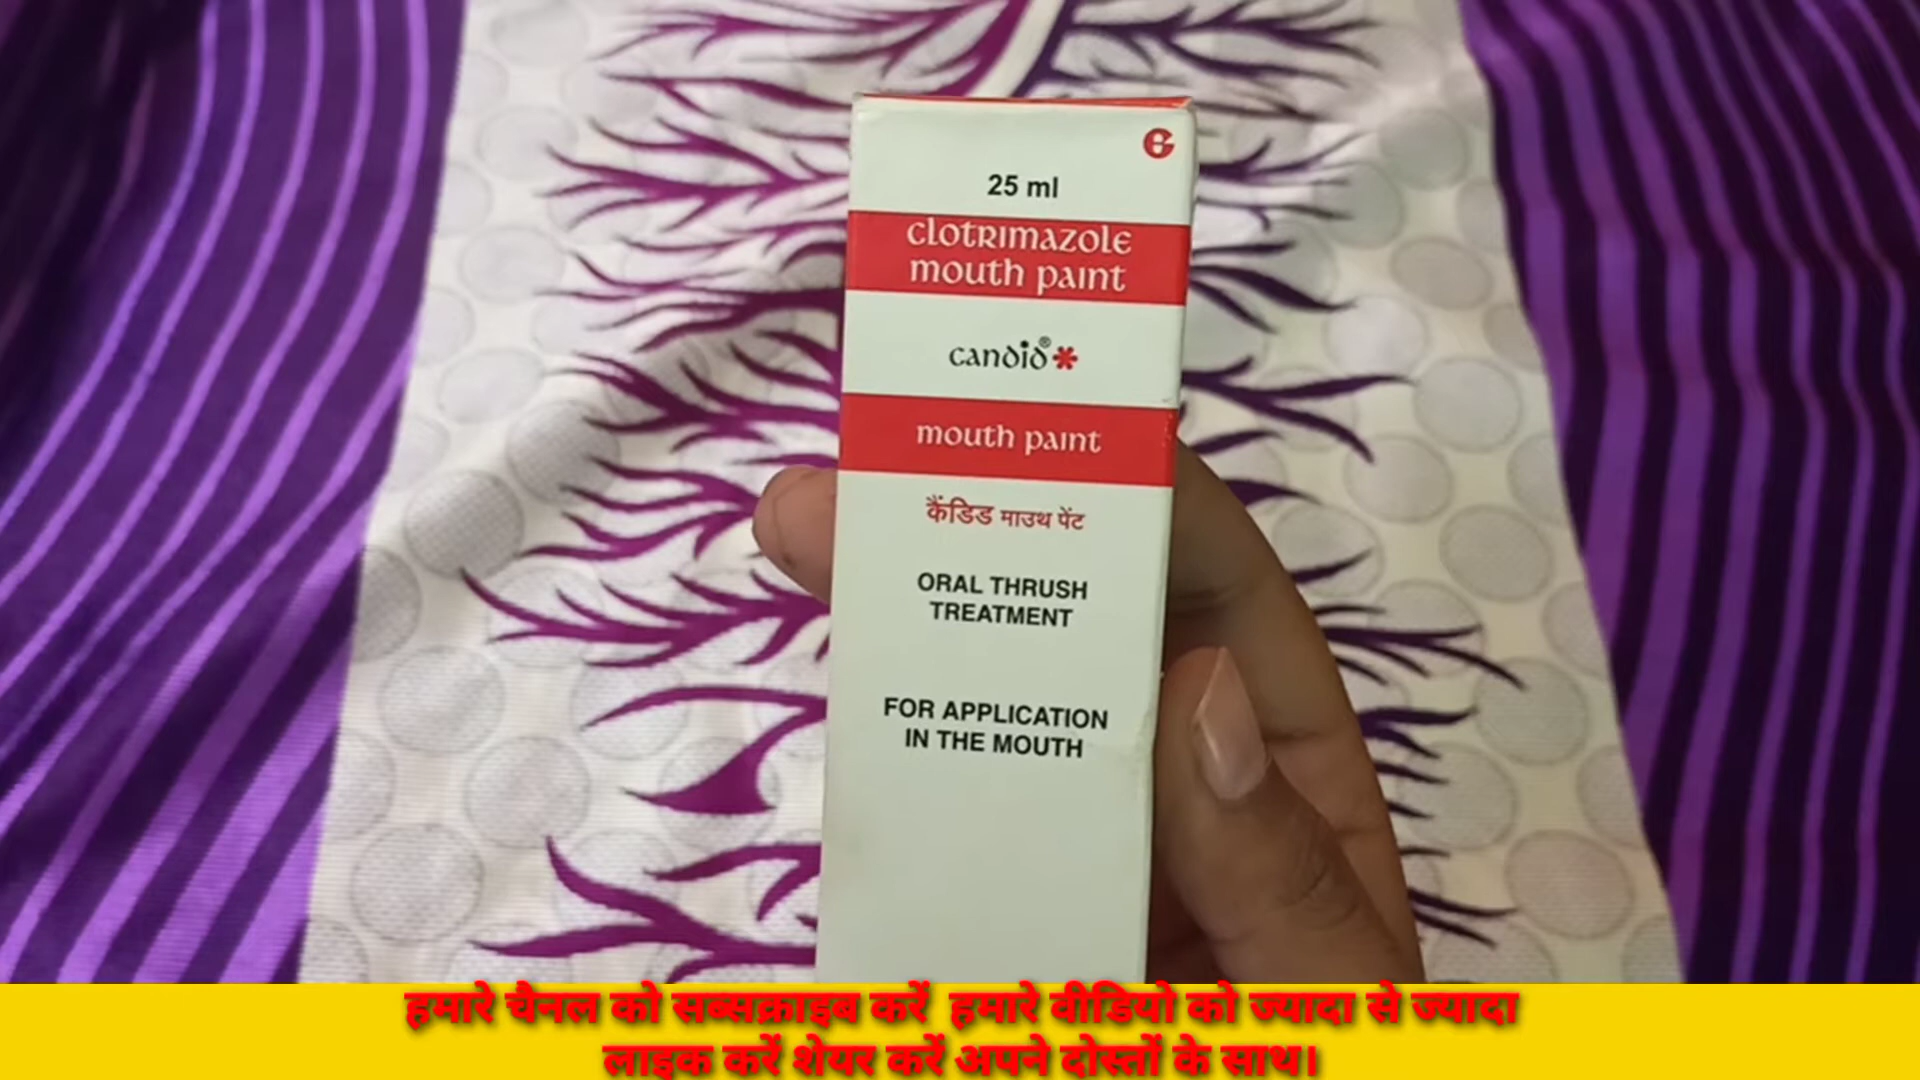 25 ml
clotrimazole
mouth paint
candid®
mouth paint
कैंडिड माउथ पेंट
ORAL THRUSH
TREATMENT
FOR APPLICATION
IN THE MOUTH
हमारे चैनल को सब्सक्राइब करें हमारे वीडियो को ज्यादा से ज्यादा
लाइक करें शेयर करें अपने दोस्तों के साथ।